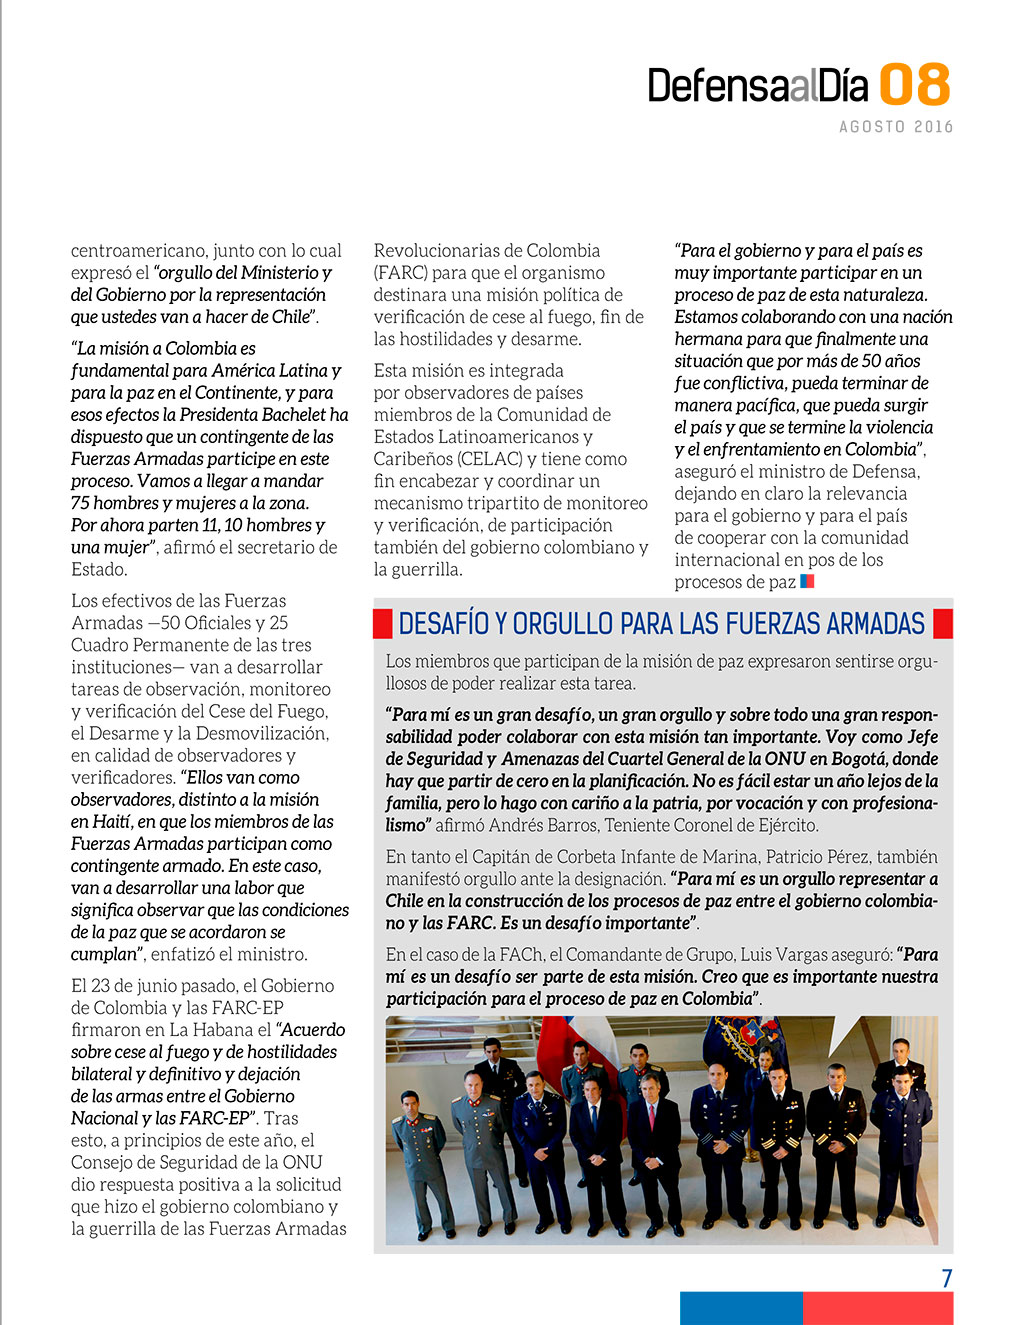 DefensaalDía 08
AGOSTO 2016
centroamericano, junto con lo cual
expresó el “orgullo del Ministerio y
del Gobierno por la representación
que ustedes van a hacer de Chile”.
“La misión a Colombia es
fundamental para América Latina y
para la paz en el Continente, y para
esos efectos la Presidenta Bachelet ha
dispuesto que un contingente de las
Fuerzas Armadas participe en este
proceso. Vamos a llegar a mandar
75 hombres y mujeres a la zona.
Por ahora parten 11, 10 hombres y
una mujer”, afirmó el secretario de
Estado.
Los efectivos de las Fuerzas
Armadas —50 Oficiales y 25
Cuadro Permanente de las tres
instituciones— van a desarrollar
tareas de observación, monitoreo
y verificación del Cese del Fuego,
el Desarme y la Desmovilización,
en calidad de observadores y
verificadores. “Ellos van como
observadores, distinto a la misión
en Haití, en que los miembros de las
Fuerzas Armadas participan como
contingente armado. En este caso,
van a desarrollar una labor que
significa observar que las condiciones
de la paz que se acordaron se
cumplan”, enfatizó el ministro.
El 23 de junio pasado, el Gobierno
de Colombia y las FARC-EP
firmaron en La Habana el “Acuerdo
sobre cese al fuego y de hostilidades
bilateral y definitivo y dejación
de las armas entre el Gobierno
Nacional y las FARC-EP”. Tras
esto, a principios de este año, el
Consejo de Seguridad de la ONU
dio respuesta positiva a la solicitud
que hizo el gobierno colombiano y
la guerrilla de las Fuerzas Armadas
Revolucionarias de Colombia
(FARC) para que el organismo
destinara una misión política de
verificación de cese al fuego, fin de
las hostilidades y desarme.
Esta misión es integrada
por observadores de países
miembros de la Comunidad de
Estados Latinoamericanos y
Caribeños (CELAC) y tiene como
fin encabezar y coordinar un
mecanismo tripartito de monitoreo
y verificación, de participación
también del gobierno colombiano y
la guerrilla.
“Para el gobierno y para el país es
muy importante participar en un
proceso de paz de esta naturaleza.
Estamos colaborando con una nación
hermana para que finalmente una
situación que por más de 50 años
fue conflictiva, pueda terminar de
manera pacífica, que pueda surgir
el país y que se termine la violencia
y el enfrentamiento en Colombia”,
aseguró el ministro de Defensa,
dejando en claro la relevancia
para el gobierno y para el país
de cooperar con la comunidad
internacional en pos de los
procesos de paz
DESAFÍO Y ORGULLO PARA LAS FUERZAS ARMADAS
Los miembros que participan de la misión de paz expresaron sentirse orgu-
llosos de poder realizar esta tarea.
“Para mí es un gran desafío, un gran orgullo y sobre todo una gran respon-
sabilidad poder colaborar con esta misión tan importante. Voy como Jefe
de Seguridad y Amenazas del Cuartel General de la ONU en Bogotá, donde
hay que partir de cero en la planificación. No es fácil estar un año lejos de la
familia, pero lo hago con cariño a la patria, por vocación y con profesiona-
lismo” afirmó Andrés Barros, Teniente Coronel de Ejército.
En tanto el Capitán de Corbeta Infante de Marina, Patricio Pérez, también
manifestó orgullo ante la designación. “Para mí es un orgullo representar a
Chile en la construcción de los procesos de paz entre el gobierno colombia-
no y las FARC. Es un desafío importante”.
En el caso de la FACh, el Comandante de Grupo, Luis Vargas aseguró: “Para
mí es un desafío ser parte de esta misión. Creo que es importante nuestra
participación para el proceso de paz en Colombia”.
7